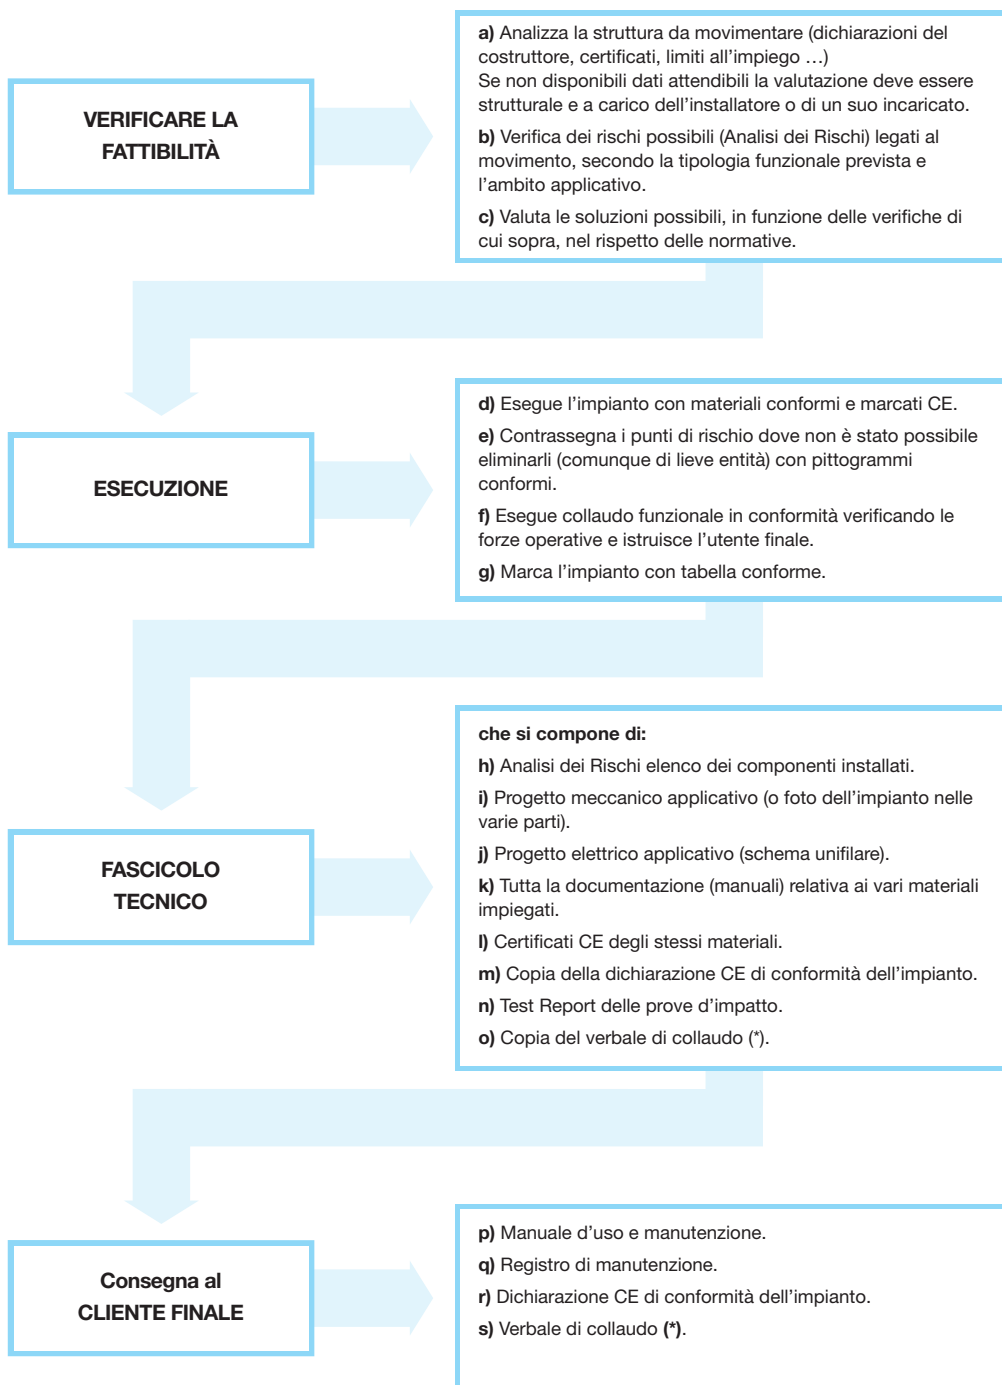 VERIFICARE LA
FATTIBILITÀ
a) Analizza la struttura da movimentare (dichiarazioni del
costruttore, certificati, limiti all’impiego …)
Se non disponibili dati attendibili la valutazione deve essere
strutturale e a carico dell’installatore o di un suo incaricato.
b) Verifica dei rischi possibili (Analisi dei Rischi) legati al
movimento, secondo la tipologia funzionale prevista e
l’ambito applicativo.
c) Valuta le soluzioni possibili, in funzione delle verifiche di
cui sopra, nel rispetto delle normative.
ESECUZIONE
d) Esegue l’impianto con materiali conformi e marcati CE.
e) Contrassegna i punti di rischio dove non è stato possibile
eliminarli (comunque di lieve entità) con pittogrammi
conformi.
f) Esegue collaudo funzionale in conformità verificando le
forze operative e istruisce l’utente finale.
g) Marca l’impianto con tabella conforme.
FASCICOLO
TECNICO
che si compone di:
h) Analisi dei Rischi elenco dei componenti installati.
i) Progetto meccanico applicativo (o foto dell’impianto nelle
varie parti).
j) Progetto elettrico applicativo (schema unifilare).
k) Tutta la documentazione (manuali) relativa ai vari materiali
impiegati.
l) Certificati CE degli stessi materiali.
m) Copia della dichiarazione CE di conformità dell’impianto.
n) Test Report delle prove d’impatto.
o) Copia del verbale di collaudo (*).
Consegna al
CLIENTE FINALE
p) Manuale d’uso e manutenzione.
q) Registro di manutenzione.
r) Dichiarazione CE di conformità dell’impianto.
s) Verbale di collaudo (*).